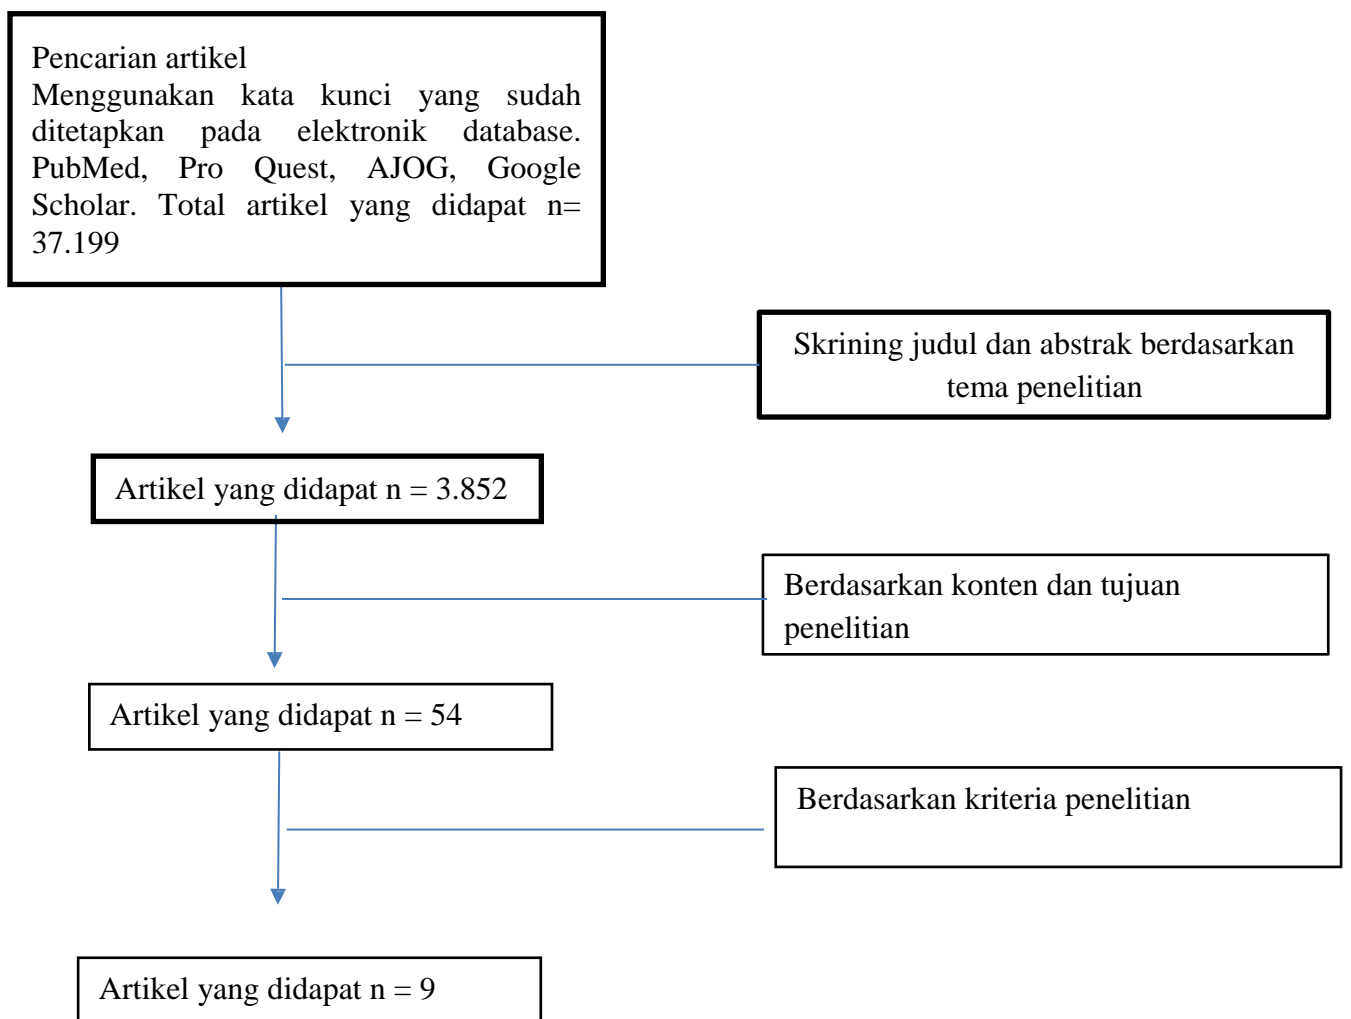 Pencarian artikel
Menggunakan kata kunci yang sudah
ditetapkan pada elektronik database.
PubMed, Pro Quest, AJOG, Google
Scholar. Total artikel yang didapat n=
37.199
Skrining judul dan abstrak berdasarkan
tema penelitian
Artikel yang didapat n = 3.852
Berdasarkan konten dan tujuan
penelitian
Artikel yang didapat n = 54
Berdasarkan kriteria penelitian
Artikel yang didapat n = 9